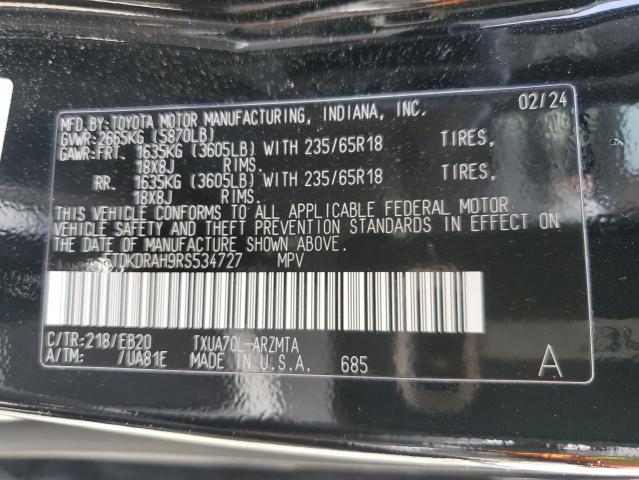 MFD.BY:TOYOTA MOTOR MANUFACTURING, INDIANA, INC. 02/24
GVWR:2665KG (5870LB)
GAWR:FRT. 1635KG (3605LB) WITH 235/65R18 TIRES,
18X8J RIMS.
RR. 1635KG (3605LB) WITH 235/65R18 TIRES,
18X8J RIMS.
THIS VEHICLE CONFORMS TO ALL APPLICABLE FEDERAL MOTOR
VEHICLE SAFETY AND THEFT PREVENTION STANDARDS IN EFFECT ON
THE DATE OF MANUFACTURE SHOWN ABOVE.
5TDKDRAH9RS534727 MPV
C/TR:218/EB20 TXUA70L-ARZMTA
A/TM: /UA81E MADE IN U.S.A. 685 A